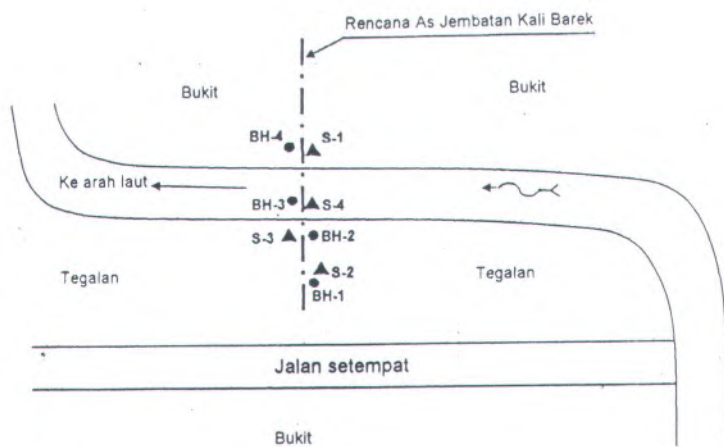 Rencana As Jembatan Kali Barek
Bukit
Bukit
BH-4
S-1
Ke arah laut
BH-3
S-4
S-3
BH-2
S-2
Tegalan
Tegalan
BH-1
Jalan setempat
Bukit